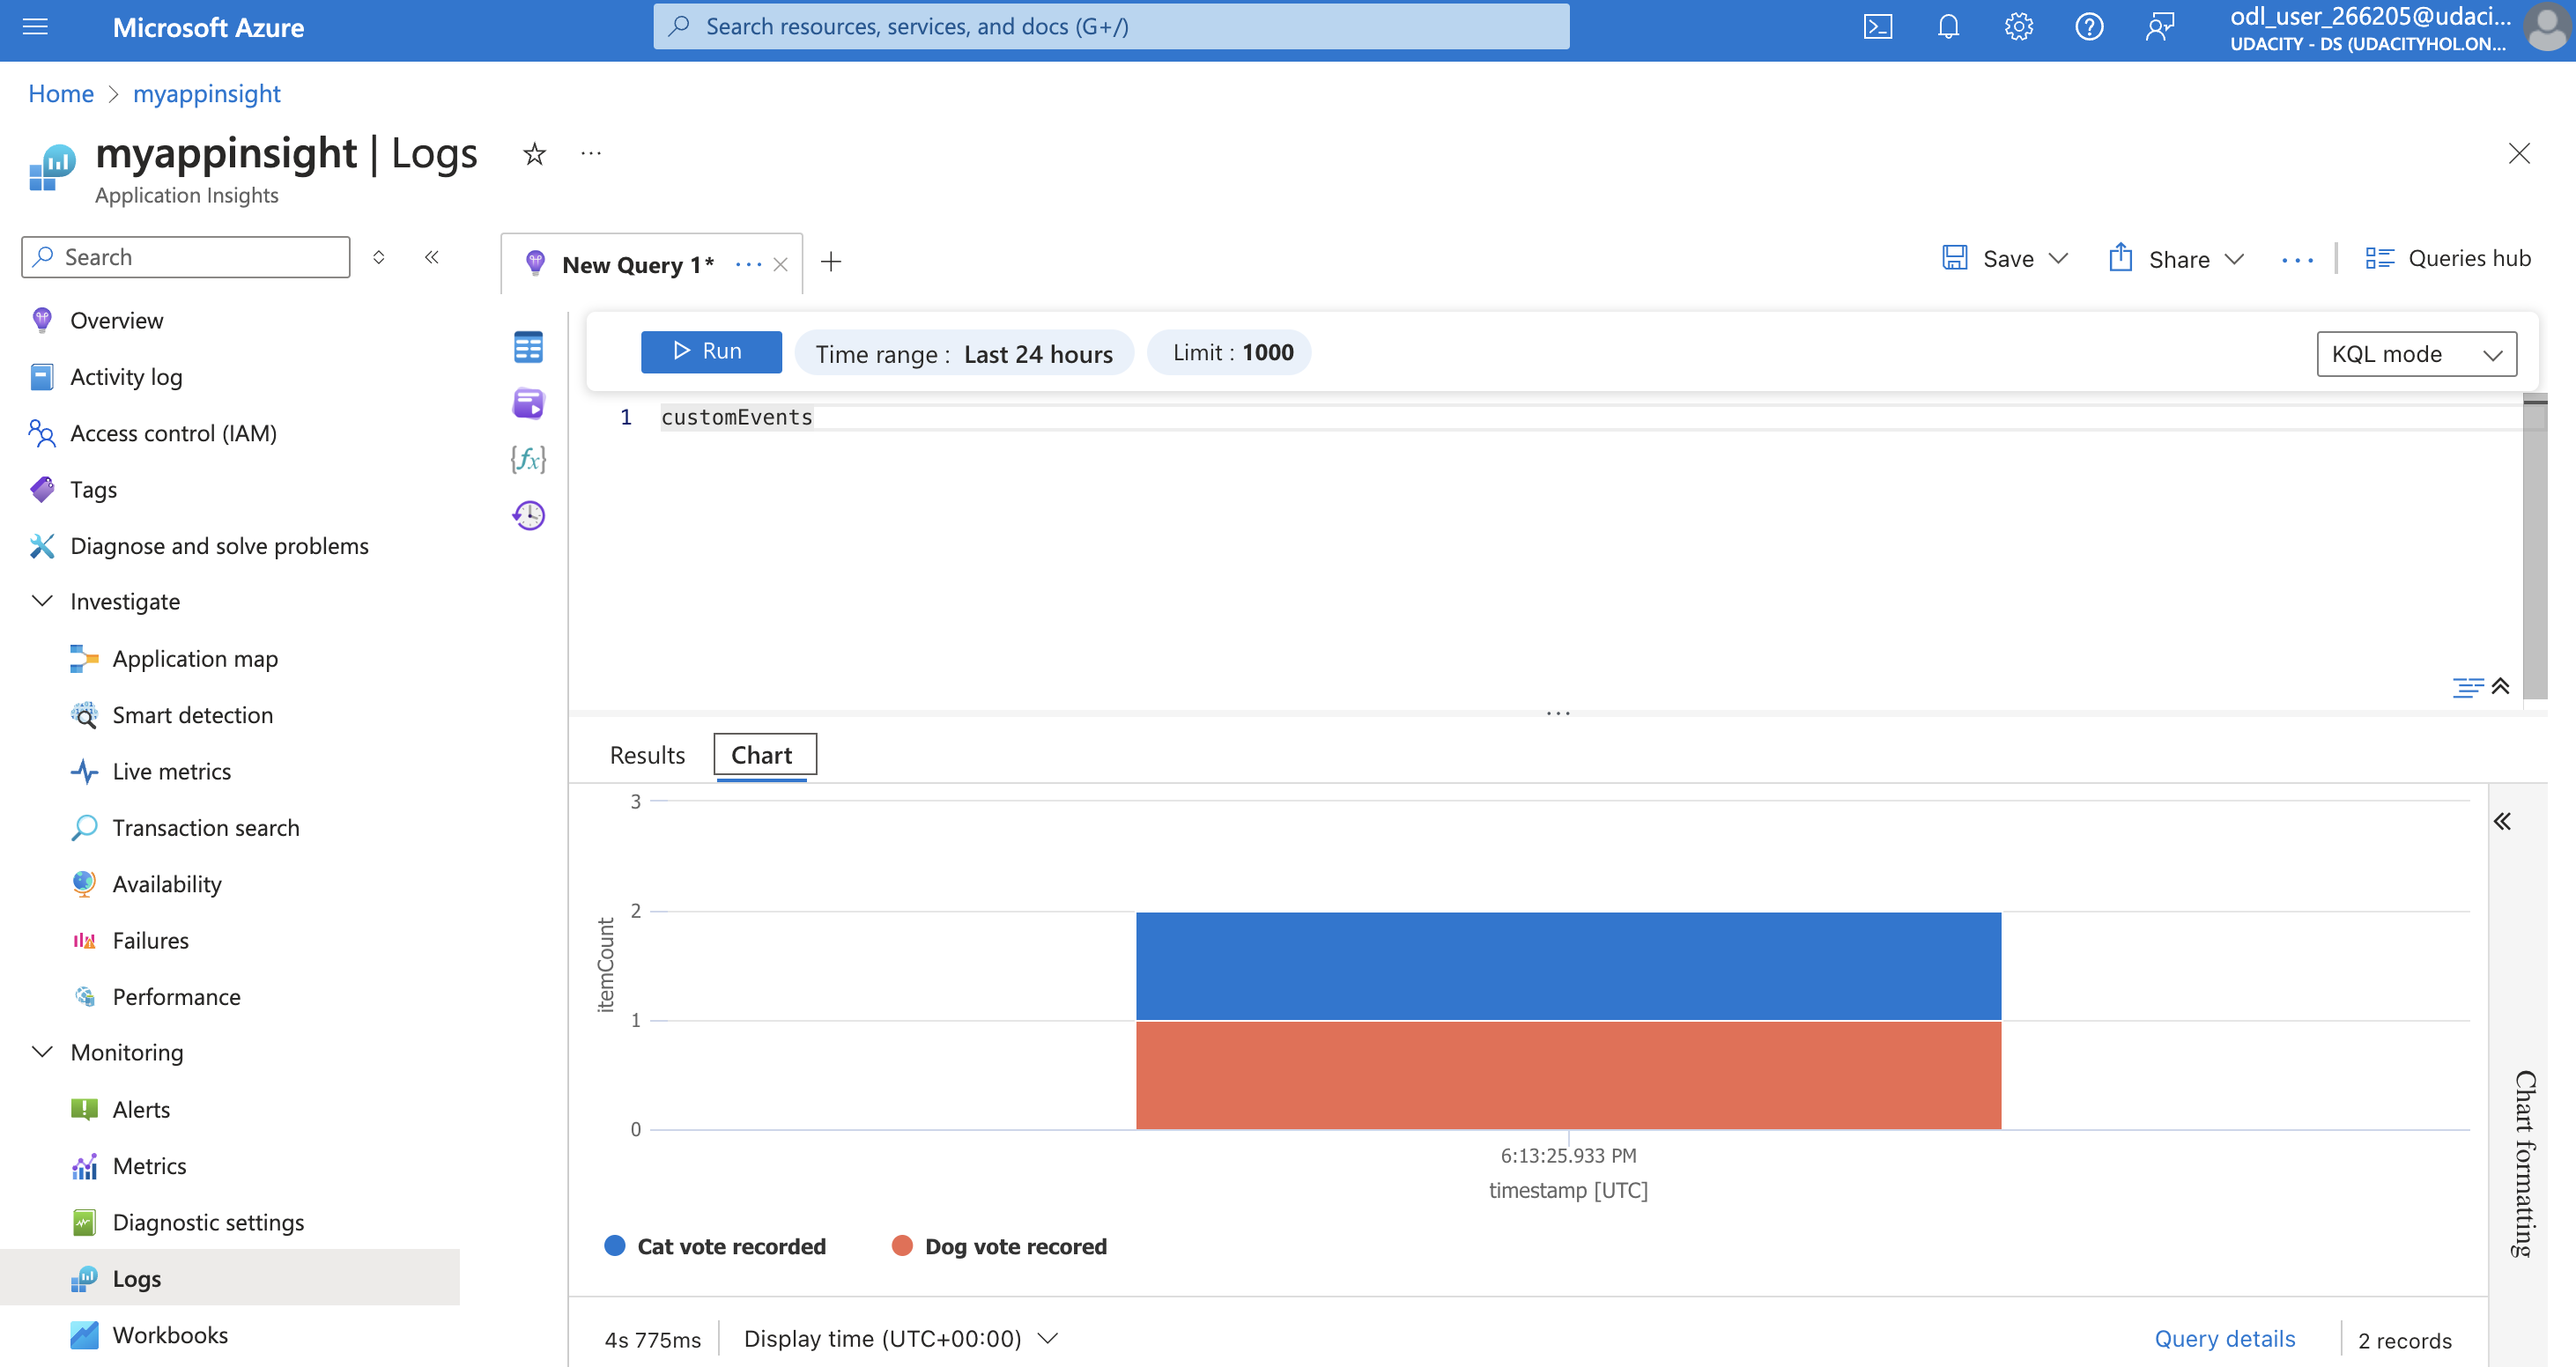 Microsoft Azure
Search resources, services, and docs (G+/)
odl_user_266205@udaci...
UDACITY - DS (UDACITYHOL.ON...
Home > myappinsight
myappinsight | Logs
Application Insights
Search
Overview
Activity log
Access control (IAM)
Tags
Diagnose and solve problems
Investigate
Application map
Smart detection
Live metrics
Transaction search
Availability
Failures
Performance
Monitoring
Alerts
Metrics
Diagnostic settings
Logs
Workbooks
New Query 1*
Save
Share
Queries hub
Run
Time range : Last 24 hours
Limit : 1000
KQL mode
1 customEvents
{fx}
Results
Chart
3
2
1
0
itemCount
6:13:25.933 PM
timestamp [UTC]
Cat vote recorded
Dog vote recored
Chart formatting
4s 775ms
Display time (UTC+00:00)
Query details
2 records